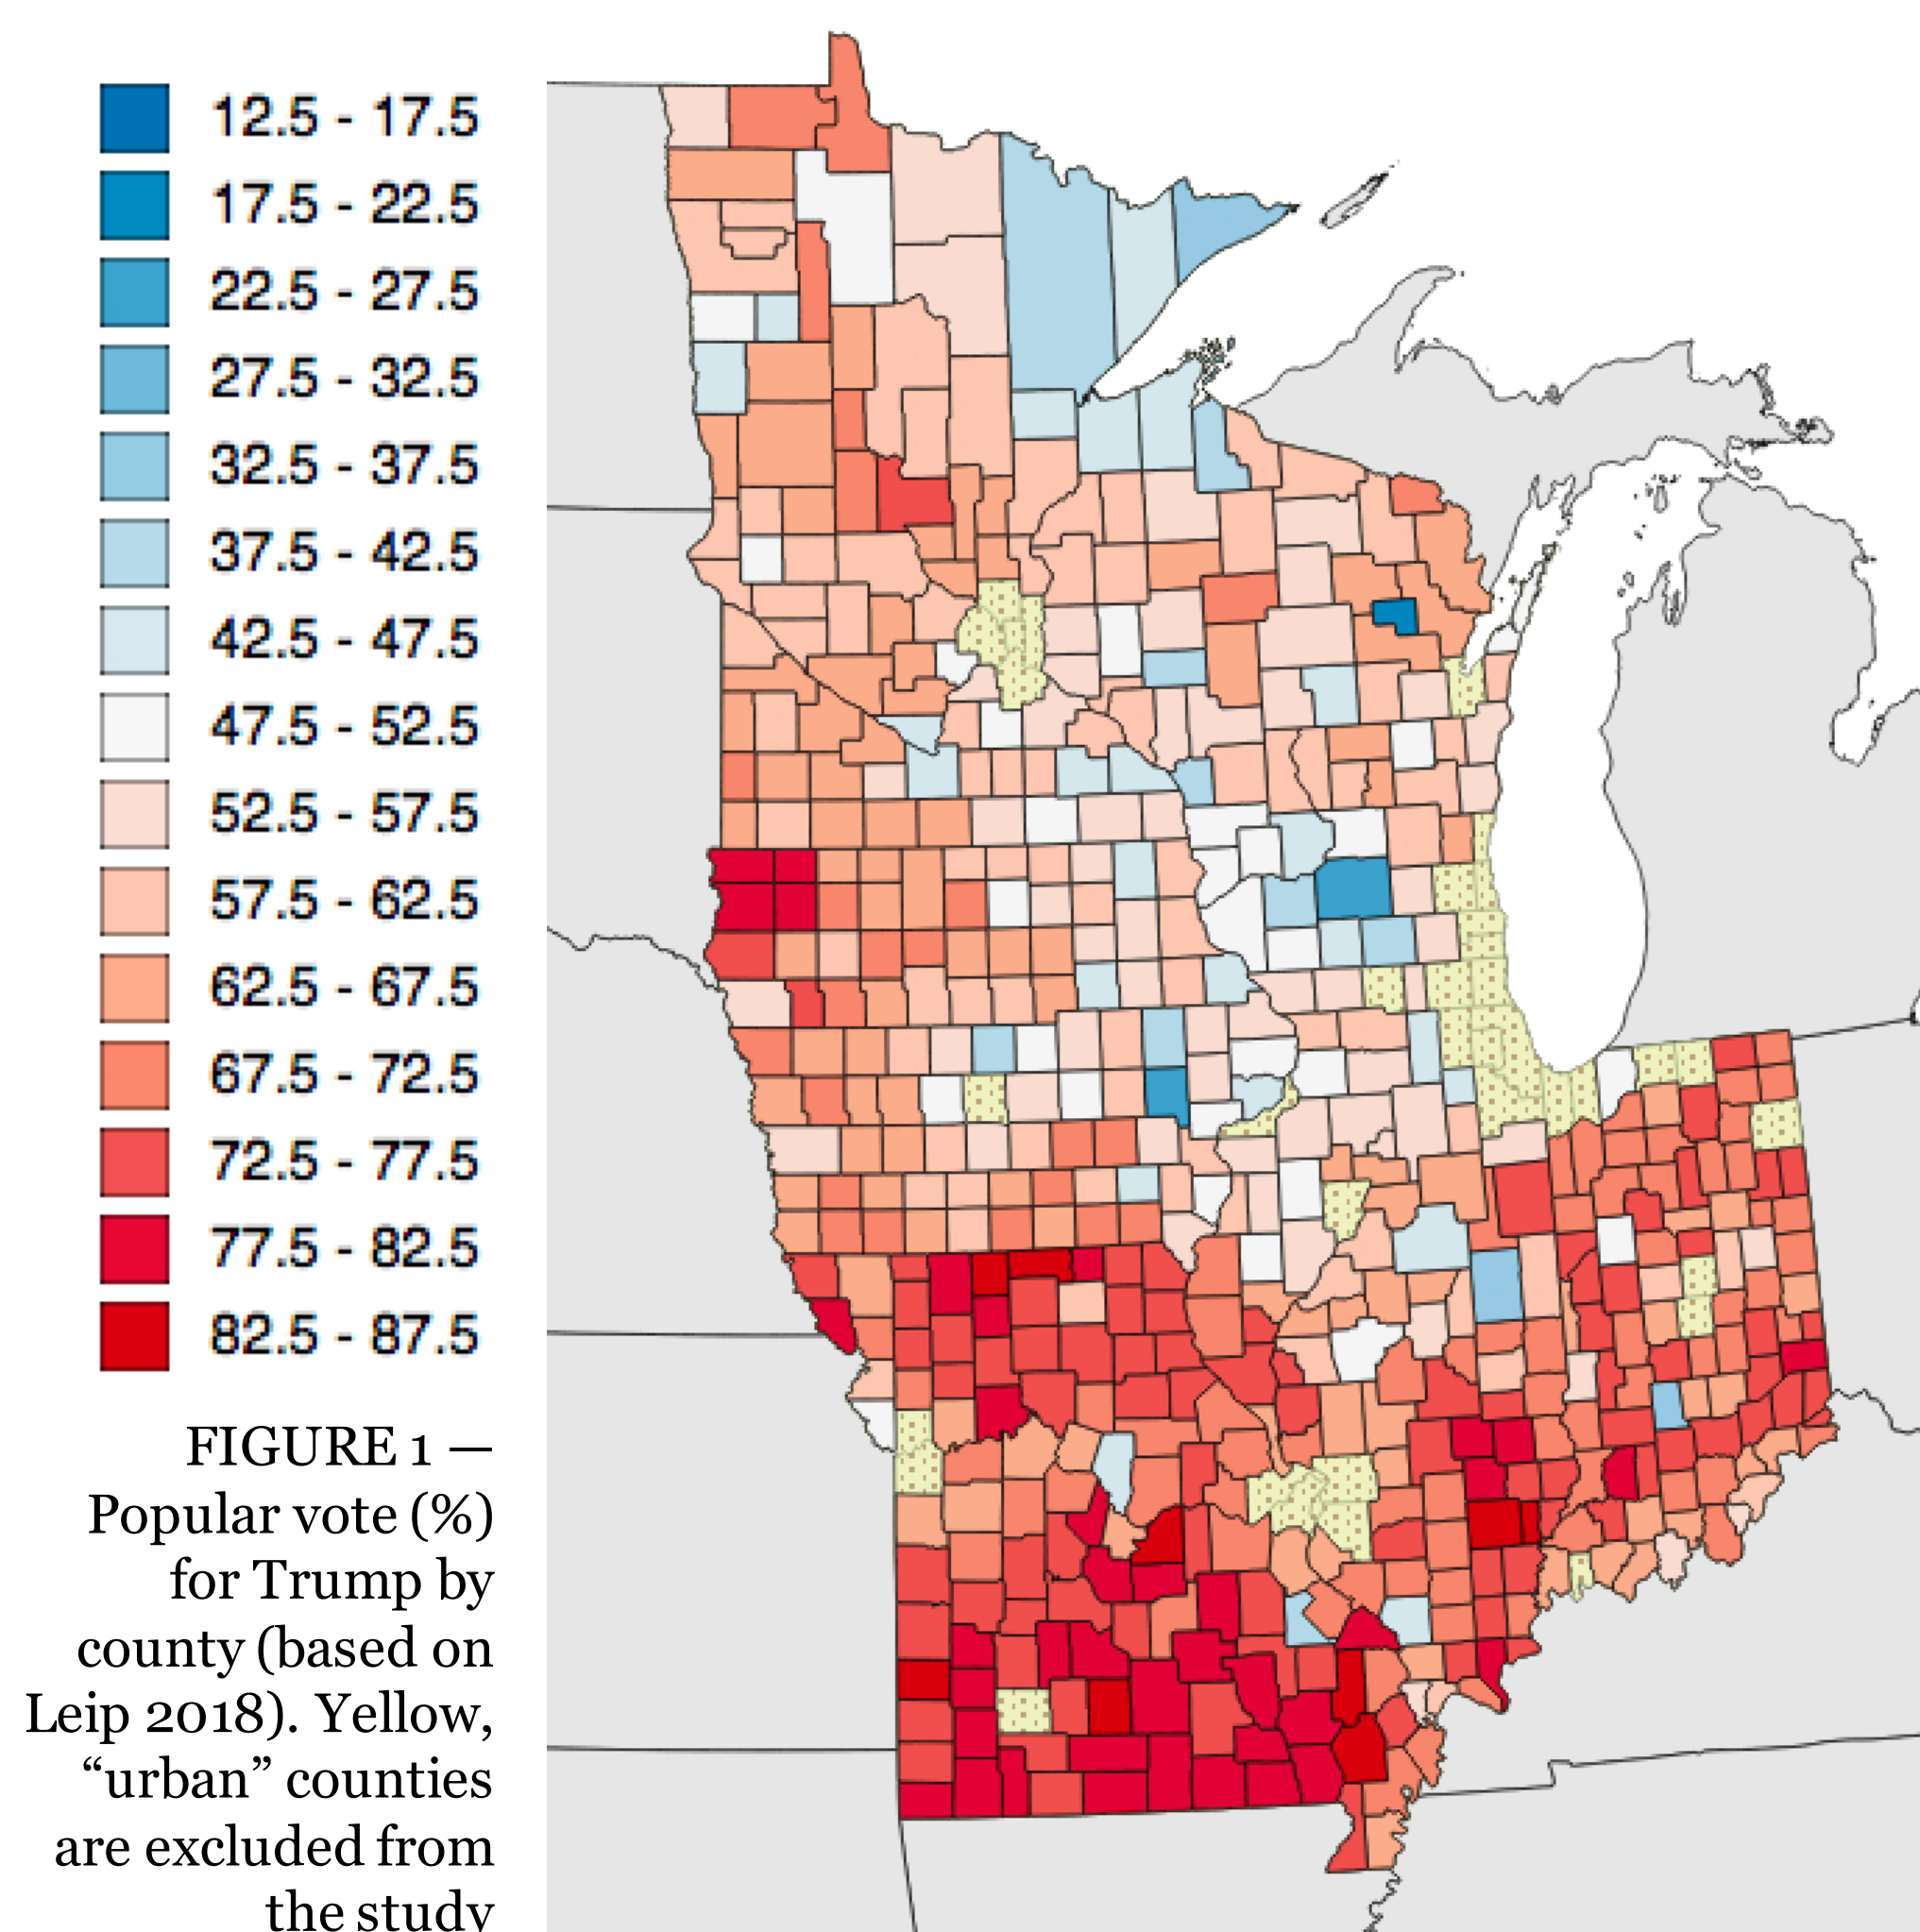 12.5 - 17.5
17.5 - 22.5
22.5 - 27.5
27.5 - 32.5
32.5 - 37.5
37.5 - 42.5
42.5 - 47.5
47.5 - 52.5
52.5 - 57.5
57.5 - 62.5
62.5 - 67.5
67.5 - 72.5
72.5 - 77.5
77.5 - 82.5
82.5 - 87.5
FIGURE 1 —
Popular vote (%)
for Trump by
county (based on
Leip 2018). Yellow,
“urban” counties
are excluded from
the study